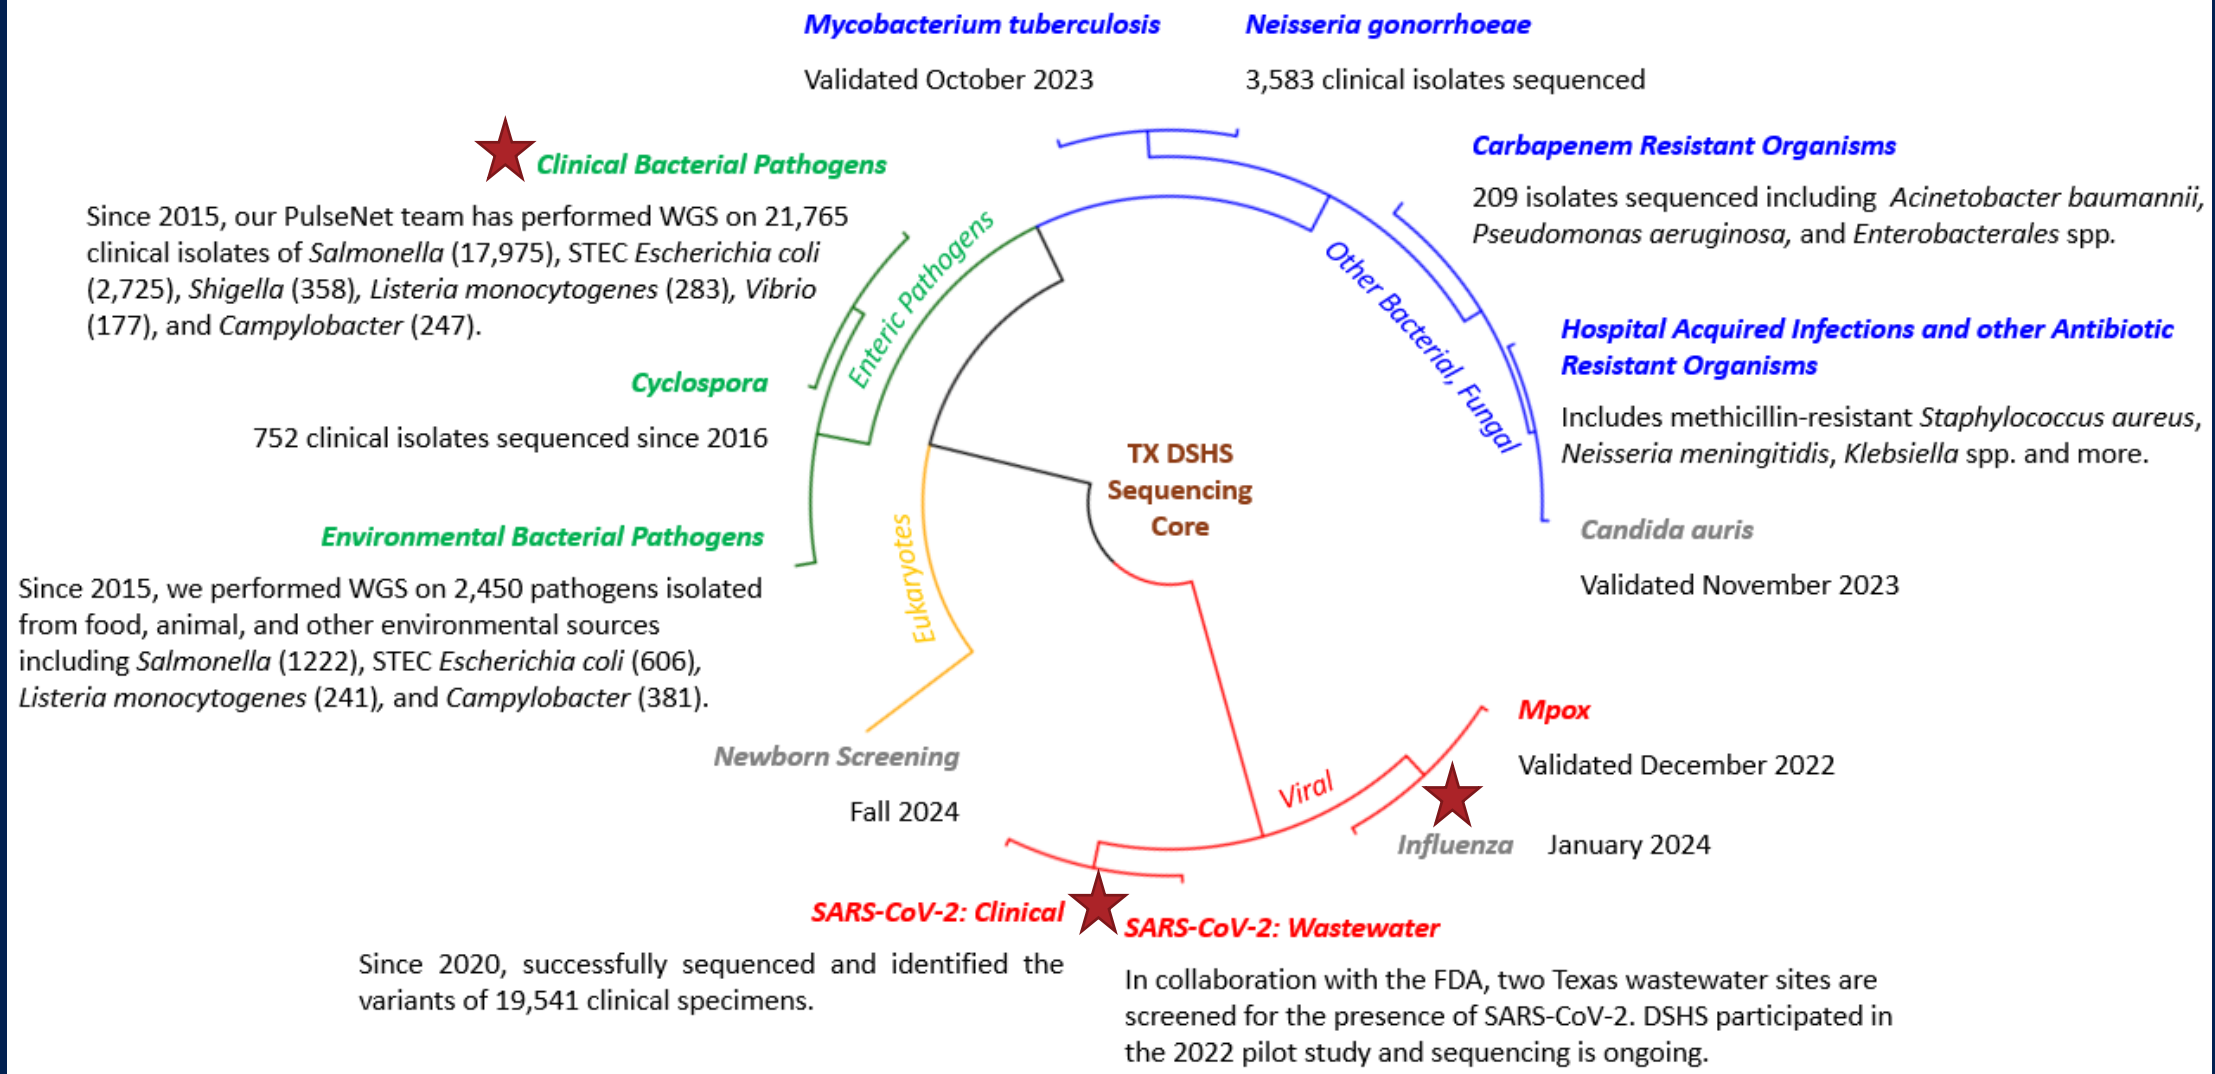 Mycobacterium tuberculosis
Validated October 2023
Neisseria gonorrhoeae
3,583 clinical isolates sequenced
Carbapenem Resistant Organisms
209 isolates sequenced including Acinetobacter baumannii,
Pseudomonas aeruginosa, and Enterobacterales spp.
Hospital Acquired Infections and other Antibiotic
Resistant Organisms
Includes methicillin-resistant Staphylococcus aureus,
Neisseria meningitidis, Klebsiella spp. and more.
Candida auris
Validated November 2023
Other Bacterial, Fungal
Clinical Bacterial Pathogens
Since 2015, our PulseNet team has performed WGS on 21,765
clinical isolates of Salmonella (17,975), STEC Escherichia coli
(2,725), Shigella (358), Listeria monocytogenes (283), Vibrio
(177), and Campylobacter (247).
Enteric Pathogens
Cyclospora
752 clinical isolates sequenced since 2016
Environmental Bacterial Pathogens
Since 2015, we performed WGS on 2,450 pathogens isolated
from food, animal, and other environmental sources
including Salmonella (1222), STEC Escherichia coli (606),
Listeria monocytogenes (241), and Campylobacter (381).
TX DSHS
Sequencing
Core
Eukaryotes
Newborn Screening
Fall 2024
Viral
Mpox
Validated December 2022
Influenza January 2024
SARS-CoV-2: Clinical
Since 2020, successfully sequenced and identified the
variants of 19,541 clinical specimens.
SARS-CoV-2: Wastewater
In collaboration with the FDA, two Texas wastewater sites are
screened for the presence of SARS-CoV-2. DSHS participated in
the 2022 pilot study and sequencing is ongoing.